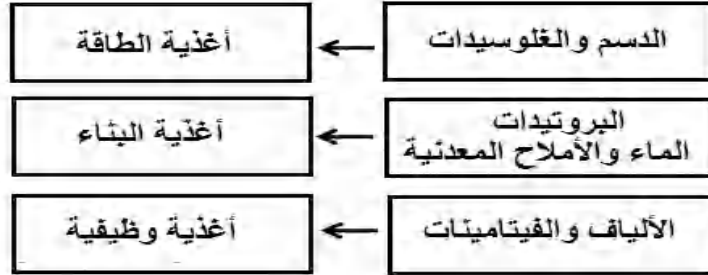 الدسم والغلوسيدات
أغذية الطاقة
البروتيدات
الماء والأملاح المعدنية
أغذية البناء
الألياف والفيتامينات
أغذية وظيفية